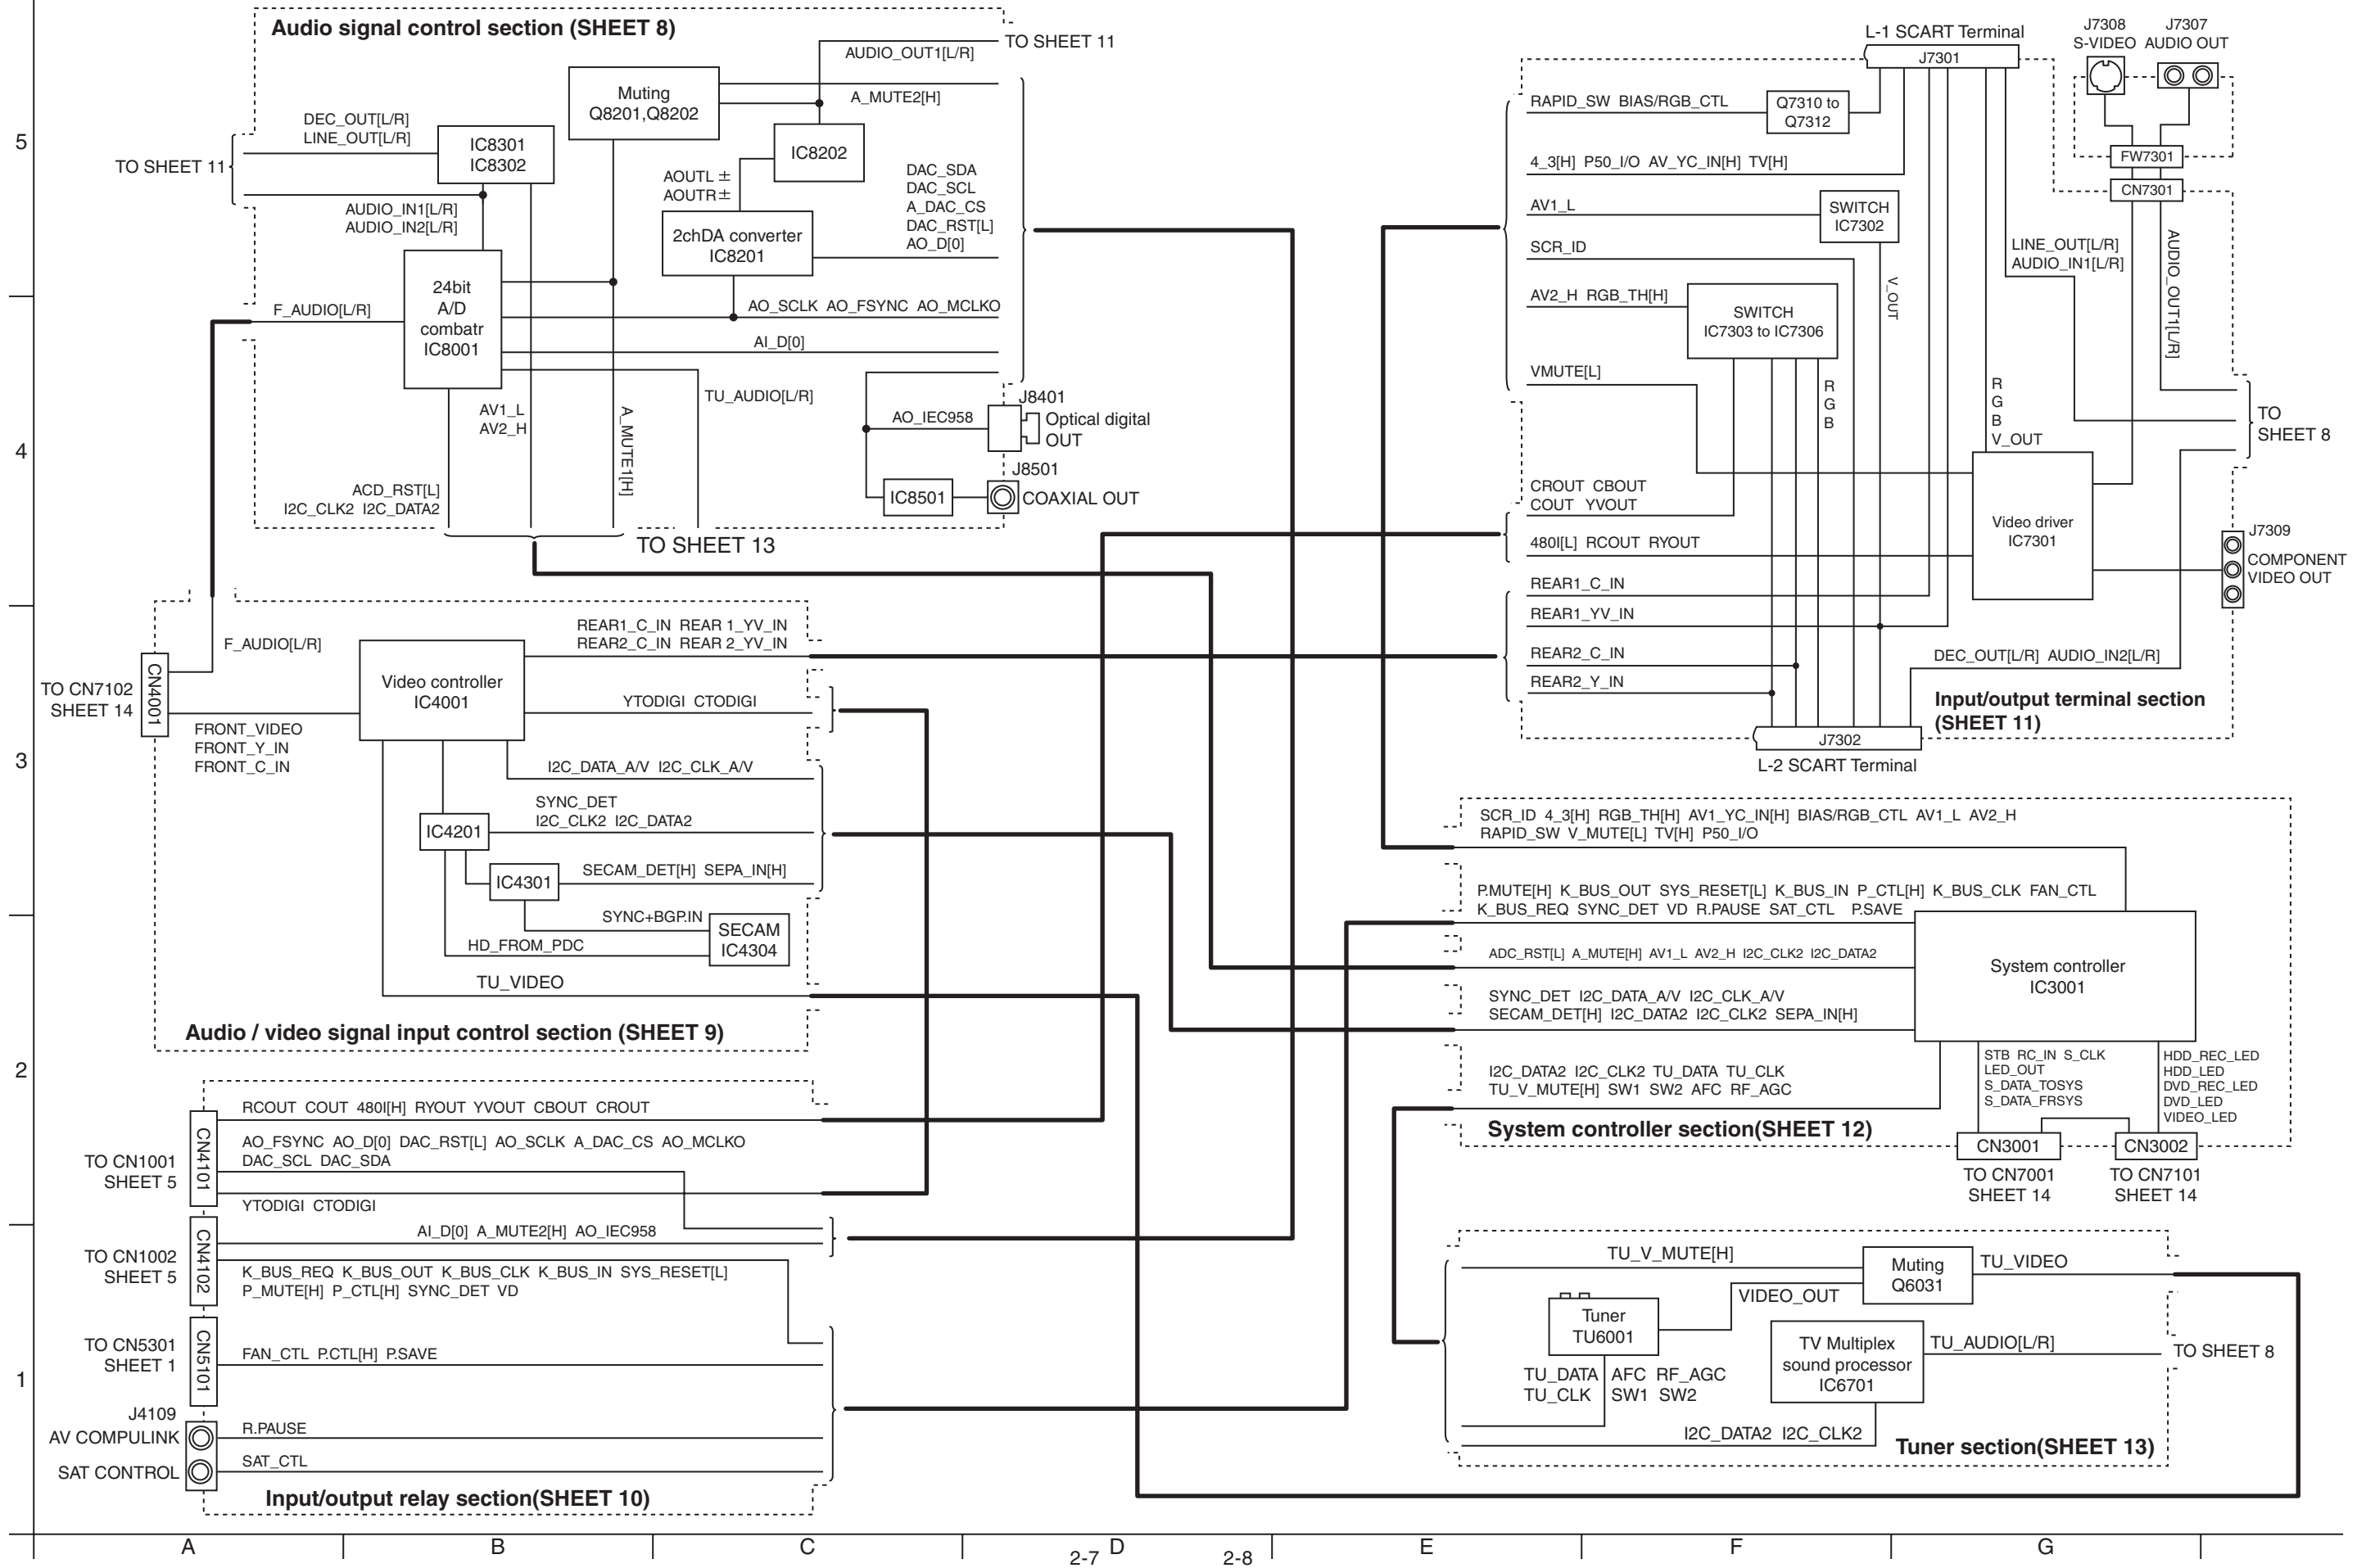 Audio signal control section (SHEET 8)
TO SHEET 11
AUDIO_OUT1[L/R]
Muting
Q8201,Q8202
A_MUTE2[H]
5
DEC_OUT[L/R]
LINE_OUT[L/R]
IC8301
IC8302
IC8202
TO SHEET 11
AOUTL ±
AOUTR±
DAC_SDA
DAC_SCL
A_DAC_CS
DAC_RST[L]
AO_D[0]
AUDIO_IN1[L/R]
AUDIO_IN2[L/R]
2chDA converter
IC8201
24bit
A/D
combatr
IC8001
F_AUDIO[L/R]
AO_SCLK AO_FSYNC AO_MCLKO
AI_D[0]
TU_AUDIO[L/R]
AV1_L
AV2_H
A_MUTE1[H]
AO_IEC958
J8401
Optical digital
OUT
4
ACD_RST[L]
I2C_CLK2 I2C_DATA2
IC8501
J8501
COAXIAL OUT
TO SHEET 13
L-1 SCART Terminal
J7301
J7308
S-VIDEO
J7307
AUDIO OUT
RAPID_SW BIAS/RGB_CTL
Q7310 to
Q7312
4_3[H] P50_I/O AV_YC_IN[H] TV[H]
FW7301
CN7301
AV1_L
SWITCH
IC7302
SCR_ID
LINE_OUT[L/R]
AUDIO_IN1[L/R]
AUDIO_OUT1[L/R]
V_OUT
AV2_H RGB_TH[H]
SWITCH
IC7303 to IC7306
VMUTE[L]
R
G
B
R
G
B
V_OUT
TO
SHEET 8
CROUT CBOUT
COUT YVOUT
480I[L] RCOUT RYOUT
Video driver
IC7301
J7309
COMPONENT
VIDEO OUT
REAR1_C_IN
REAR1_YV_IN
REAR2_C_IN
REAR2_Y_IN
DEC_OUT[L/R] AUDIO_IN2[L/R]
Input/output terminal section
(SHEET 11)
J7302
L-2 SCART Terminal
REAR1_C_IN REAR 1_YV_IN
REAR2_C_IN REAR 2_YV_IN
F_AUDIO[L/R]
CN4001
TO CN7102
SHEET 14
Video controller
IC4001
YTODIGI CTODIGI
FRONT_VIDEO
FRONT_Y_IN
FRONT_C_IN
3
I2C_DATA_A/V I2C_CLK_A/V
SYNC_DET
I2C_CLK2 I2C_DATA2
IC4201
IC4301
SECAM_DET[H] SEPA_IN[H]
SYNC+BGP.IN
SECAM
IC4304
HD_FROM_PDC
TU_VIDEO
Audio / video signal input control section (SHEET 9)
SCR_ID 4_3[H] RGB_TH[H] AV1_YC_IN[H] BIAS/RGB_CTL AV1_L AV2_H
RAPID_SW V_MUTE[L] TV[H] P50_I/O
P.MUTE[H] K_BUS_OUT SYS_RESET[L] K_BUS_IN P_CTL[H] K_BUS_CLK FAN_CTL
K_BUS_REQ SYNC_DET VD R.PAUSE SAT_CTL P.SAVE
ADC_RST[L] A_MUTE[H] AV1_L AV2_H I2C_CLK2 I2C_DATA2
System controller
IC3001
SYNC_DET I2C_DATA_A/V I2C_CLK_A/V
SECAM_DET[H] I2C_DATA2 I2C_CLK2 SEPA_IN[H]
I2C_DATA2 I2C_CLK2 TU_DATA TU_CLK
TU_V_MUTE[H] SW1 SW2 AFC RF_AGC
STB RC_IN S_CLK
LED_OUT
S_DATA_TOSYS
S_DATA_FRSYS
HDD_REC_LED
HDD_LED
DVD_REC_LED
DVD_LED
VIDEO_LED
System controller section(SHEET 12)
CN3001
CN3002
TO CN7001
SHEET 14
TO CN7101
SHEET 14
2
RCOUT COUT 480I[H] RYOUT YVOUT CBOUT CROUT
CN4101
TO CN1001
SHEET 5
AO_FSYNC AO_D[0] DAC_RST[L] AO_SCLK A_DAC_CS AO_MCLKO
DAC_SCL DAC_SDA
YTODIGI CTODIGI
AI_D[0] A_MUTE2[H] AO_IEC958
CN4102
TO CN1002
SHEET 5
K_BUS_REQ K_BUS_OUT K_BUS_CLK K_BUS_IN SYS_RESET[L]
P_MUTE[H] P_CTL[H] SYNC_DET VD
TO CN5301
SHEET 1
CN5101
FAN_CTL P.CTL[H] P.SAVE
1
J4109
AV COMPULINK
R.PAUSE
SAT CONTROL
SAT_CTL
Input/output relay section(SHEET 10)
TU_V_MUTE[H]
Muting
Q6031
TU_VIDEO
VIDEO_OUT
Tuner
TU6001
TV Multiplex
sound processor
IC6701
TU_AUDIO[L/R]
TO SHEET 8
TU_DATA
TU_CLK
AFC RF_AGC
SW1 SW2
I2C_DATA2 I2C_CLK2
Tuner section(SHEET 13)
A B C D E F G
2-7 2-8